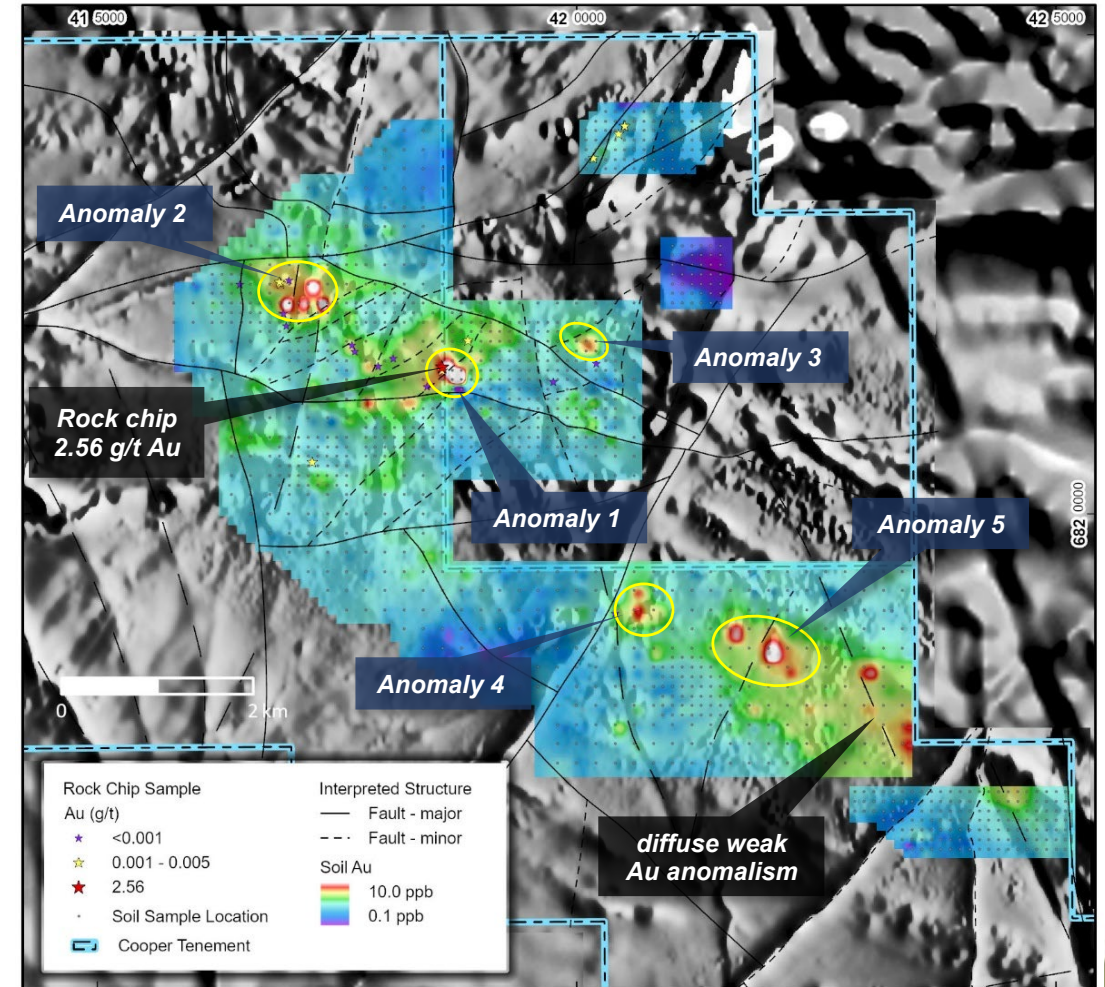 41 5000
42 0000
42 5000
Anomaly 2
Anomaly 3
Rock chip
2.56 g/t Au
Anomaly 1
Anomaly 5
682 0000
Anomaly 4
0
2 km
Rock Chip Sample
Au (g/t)
<0.001
0.001 - 0.005
2.56
Soil Sample Location
Cooper Tenement
Interpreted Structure
Fault - major
Fault - minor
Soil Au
10.0 ppb
0.1 ppb
diffuse weak
Au anomalism